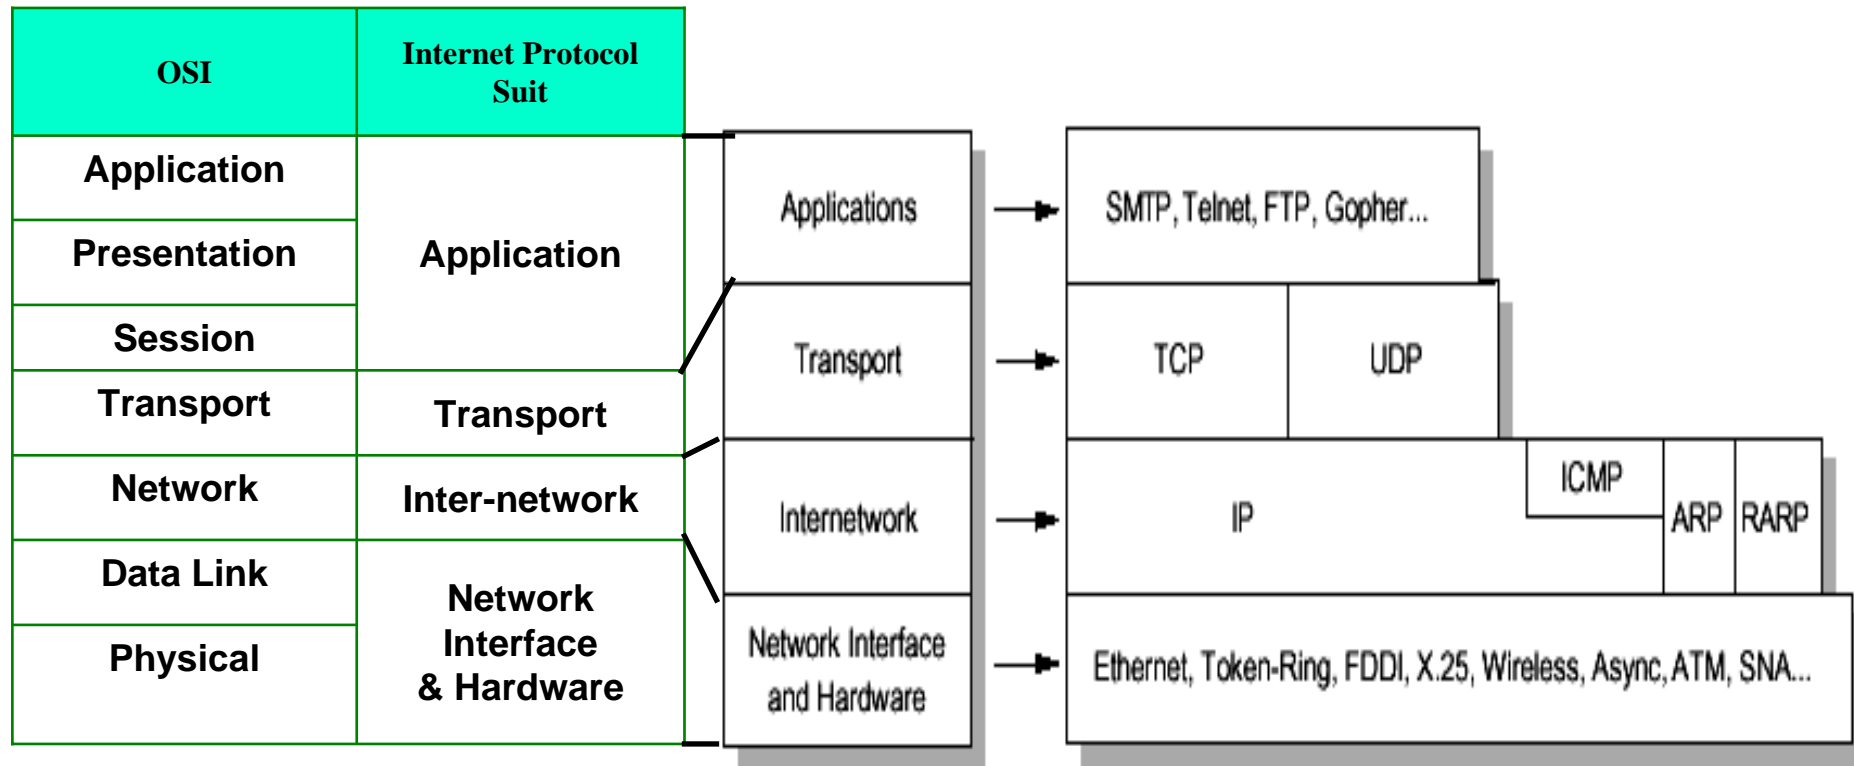 OSI
Internet Protocol
Suit
Application
Presentation
Session
Transport
Network
Data Link
Physical
Application
Transport
Inter-network
Network
Interface
& Hardware
Applications
Transport
Internetwork
Network Interface
and Hardware
SMTP, Telnet, FTP, Gopher...
TCP
UDP
IP
ICMP
ARP
RARP
Ethernet, Token-Ring, FDDI, X.25, Wireless, Async, ATM, SNA...